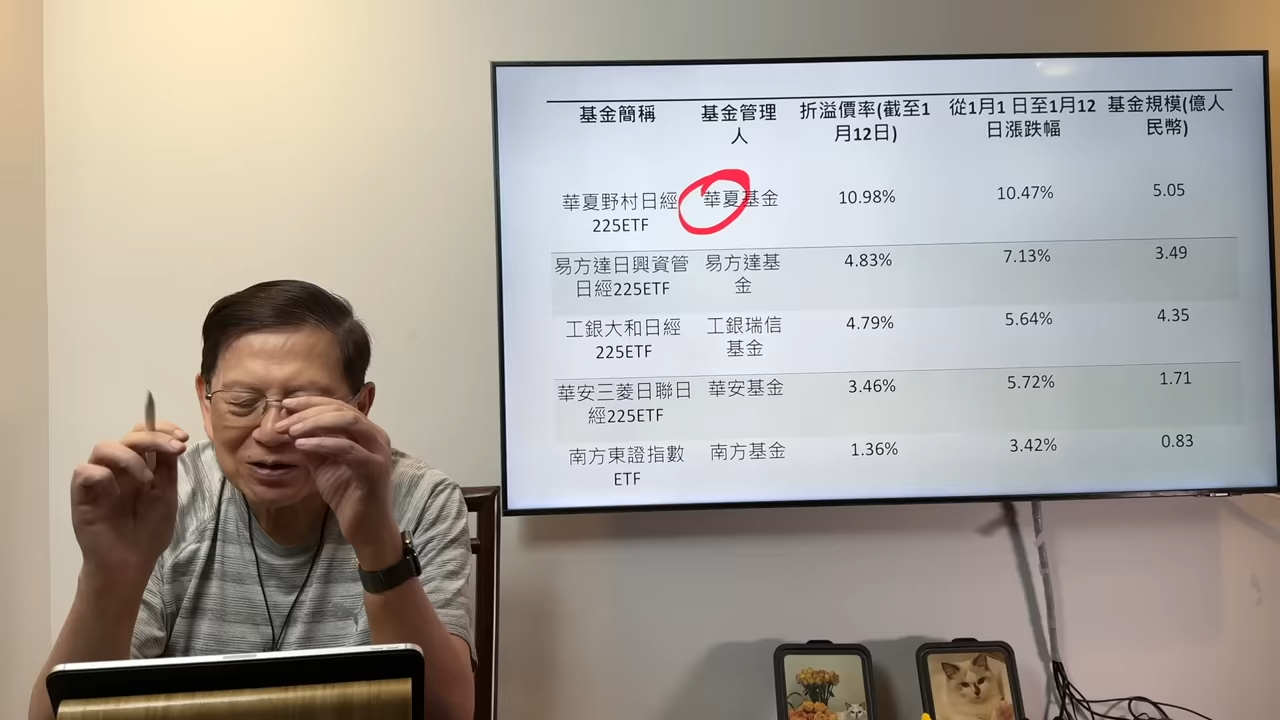 基金簡稱
基金管理
人
折溢價率(截至1
月12日)
從1月1 日至1月12
日漲跌幅
基金規模(億人
民幣)
華夏野村日經
225ETF
華夏基金
10.98%
10.47%
5.05
易方達日興資管
日經225ETF
易方達基
金
4.83%
7.13%
3.49
工銀大和日經
225ETF
工銀瑞信
基金
4.79%
5.64%
4.35
華安三菱日聯日
經225ETF
華安基金
3.46%
5.72%
1.71
南方東證指數
ETF
南方基金
1.36%
3.42%
0.83